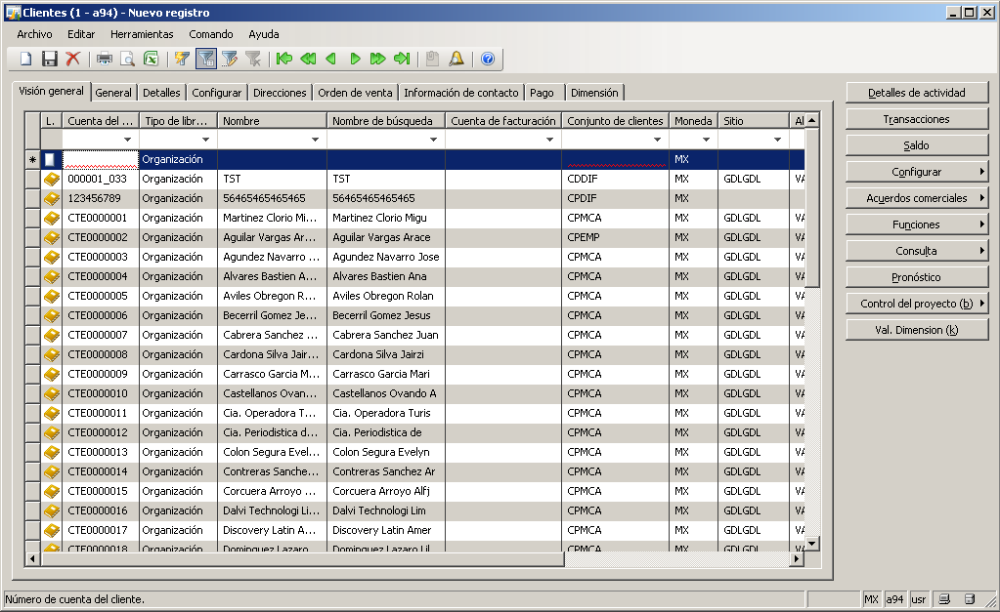 Clientes (1 - a94) - Nuevo registro
Archivo Editar Herramientas Comando Ayuda
Visión general General Detalles Configurar Direcciones Orden de venta Información de contacto Pago Dimensión
L. Cuenta del ... Tipo de libr... Nombre Nombre de búsqueda Cuenta de facturación Conjunto de clientes Moneda Sitio Al
* Organización MX
000001_033 Organización TST TST CDDIF MX GDLGDL VA
123456789 Organización 56465465465465 56465465465465 CPDIF MX
CTE0000001 Organización Martinez Clorio Mi... Martinez Clorio Migu CPMCA MX GDLGDL VA
CTE0000002 Organización Aguilar Vargas Ar... Aguilar Vargas Arace CPEMP MX GDLGDL VA
CTE0000003 Organización Agundez Navarro ... Agundez Navarro Jose CPMCA MX GDLGDL VA
CTE0000004 Organización Alvares Bastien A... Alvares Bastien Ana CPMCA MX GDLGDL VA
CTE0000005 Organización Aviles Obregon R... Aviles Obregon Rolan CPMCA MX GDLGDL VA
CTE0000006 Organización Becerril Gomez Je... Becerril Gomez Jesus CPMCA MX GDLGDL VA
CTE0000007 Organización Cabrera Sanchez ... Cabrera Sanchez Juan CPMCA MX GDLGDL VA
CTE0000008 Organización Cardona Silva Jair... Cardona Silva Jairzi CPMCA MX GDLGDL VA
CTE0000009 Organización Carrasco Garcia M... Carrasco Garcia Mari CPMCA MX GDLGDL VA
CTE0000010 Organización Castellanos Ovan... Castellanos Ovando A CPMCA MX GDLGDL VA
CTE0000011 Organización Cia. Operadora T... Cia. Operadora Turis CPMCA MX GDLGDL VA
CTE0000012 Organización Cia. Periodistica d... Cia. Periodistica de CPMCA MX GDLGDL VA
CTE0000013 Organización Colon Segura Evel... Colon Segura Evelyn CPMCA MX GDLGDL VA
CTE0000014 Organización Contreras Sanche... Contreras Sanchez Ar CPMCA MX GDLGDL VA
CTE0000015 Organización Corcuera Arroyo ... Corcuera Arroyo Alfj CPMCA MX GDLGDL VA
CTE0000016 Organización Dalvi Technologi Li... Dalvi Technologi Lim CPMCA MX GDLGDL VA
CTE0000017 Organización Discovery Latin A... Discovery Latin Amer CPMCA MX GDLGDL VA
CTE0000018 Organización Dominguez Lazaro ... Dominguez Lazaro Lil CPMCA MX GDLGDL VA
Detalles de actividad
Transacciones
Saldo
Configurar
Acuerdos comerciales
Funciones
Consulta
Pronóstico
Control del proyecto (b)
Val. Dimension (k)
Número de cuenta del cliente. MX a94 usr